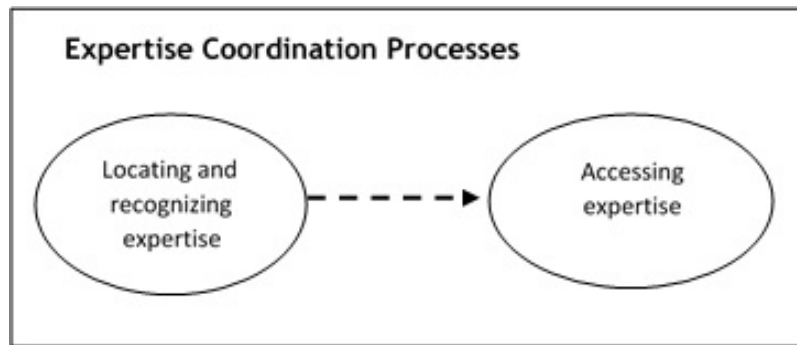 Expertise Coordination Processes
Locating and
recognizing
expertise
Accessing
expertise